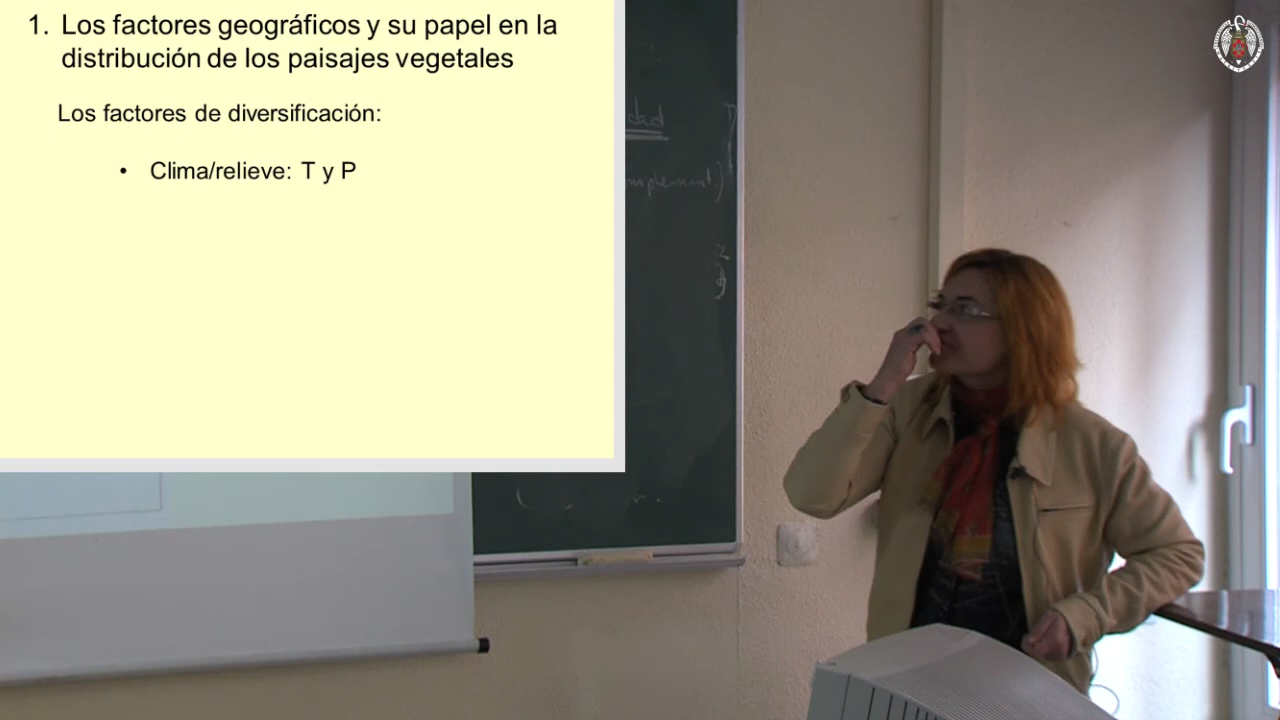 1. Los factores geográficos y su papel en la
distribución de los paisajes vegetales
Los factores de diversificación:
• Clima/relieve: T y P
dad